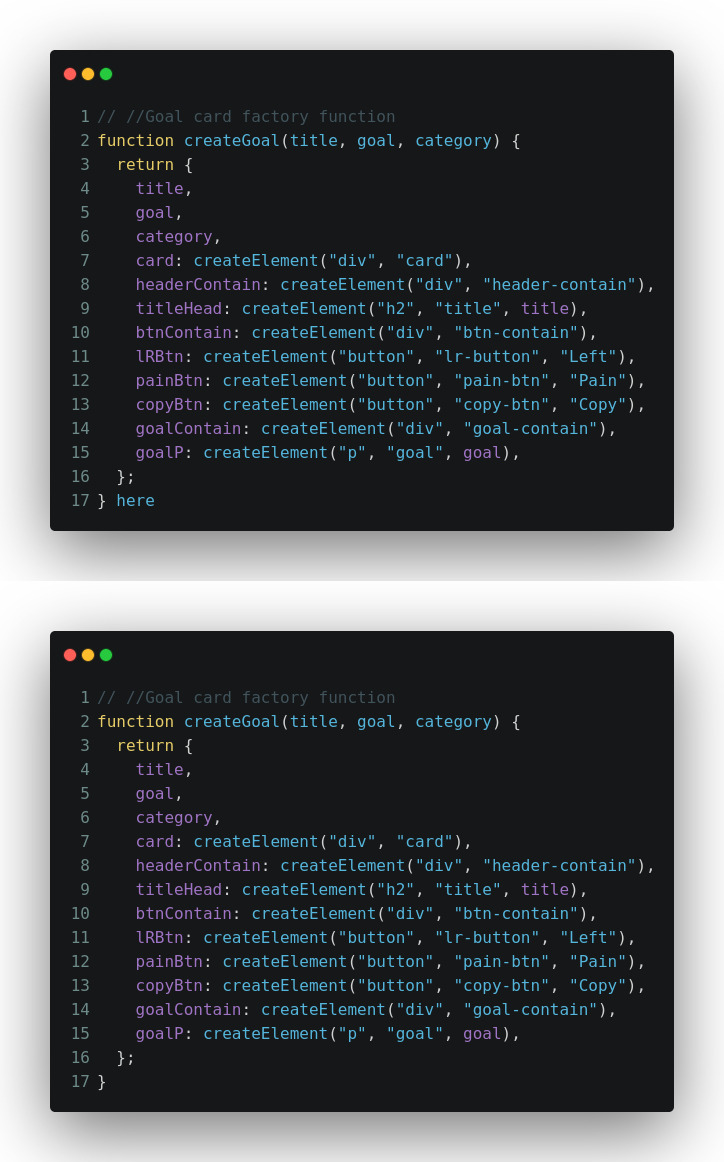 1 // //Goal card factory function
2 function createGoal(title, goal, category) {
3   return {
4     title,
5     goal,
6     category,
7     card: createElement("div", "card"),
8     headerContain: createElement("div", "header-contain"),
9     titleHead: createElement("h2", "title", title),
10     btnContain: createElement("div", "btn-contain"),
11     lRBtn: createElement("button", "lr-button", "Left"),
12     painBtn: createElement("button", "pain-btn", "Pain"),
13     copyBtn: createElement("button", "copy-btn", "Copy"),
14     goalContain: createElement("div", "goal-contain"),
15     goalP: createElement("p", "goal", goal),
16   };
17 } here
1 // //Goal card factory function
2 function createGoal(title, goal, category) {
3   return {
4     title,
5     goal,
6     category,
7     card: createElement("div", "card"),
8     headerContain: createElement("div", "header-contain"),
9     titleHead: createElement("h2", "title", title),
10     btnContain: createElement("div", "btn-contain"),
11     lRBtn: createElement("button", "lr-button", "Left"),
12     painBtn: createElement("button", "pain-btn", "Pain"),
13     copyBtn: createElement("button", "copy-btn", "Copy"),
14     goalContain: createElement("div", "goal-contain"),
15     goalP: createElement("p", "goal", goal),
16   };
17 }